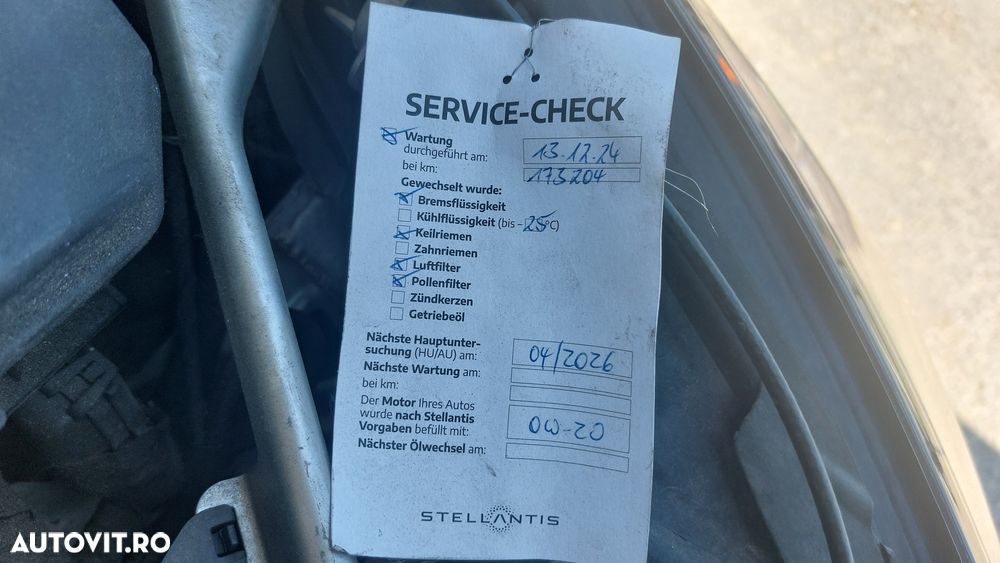 SERVICE-CHECK
Wartung
durchgeführt am: 13.12.24
bei km: 173204
Gewechselt wurde:
Bremsflüssigkeit
Kühlflüssigkeit (bis -25°C)
Keilriemen
Zahnriemen
Luftfilter
Pollenfilter
Zündkerzen
Getriebeöl
Nächste Hauptunter-
suchung (HU/AU) am: 04/2026
Nächste Wartung am:
bei km:
Der Motor Ihres Autos
wurde nach Stellantis
Vorgaben befüllt mit: 0W-20
Nächster Ölwechsel am:
STELLANTIS
AUTOVIT.RO